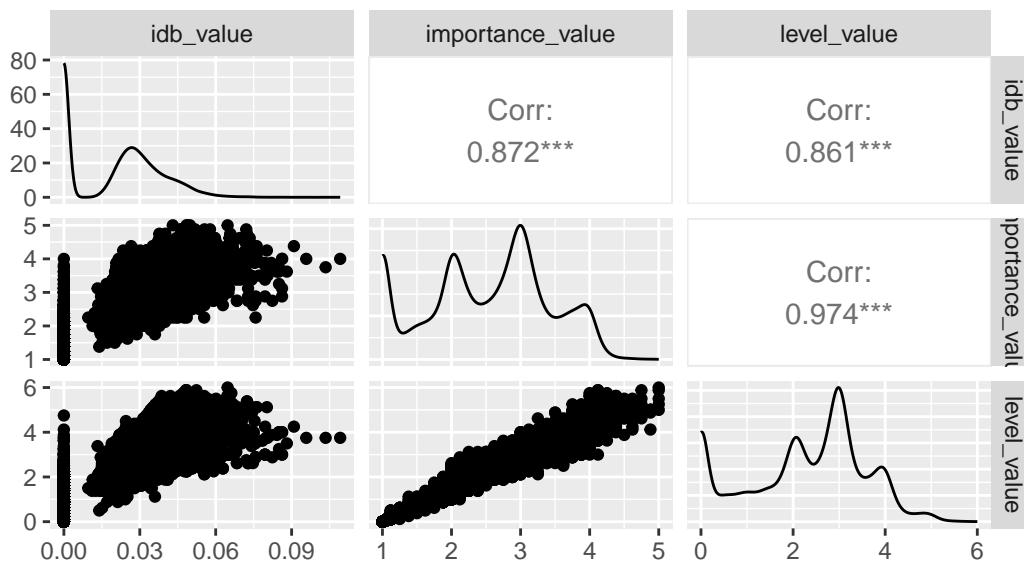 idb_value importance_value level_value
80
60
40
20
0
Corr:
0.872***
Corr:
0.861***
idb_value
5
4
3
2
1
Corr:
0.974***
6
4
2
0
level_value
0.00 0.03 0.06 0.09 1 2 3 4 5 0 2 4 6